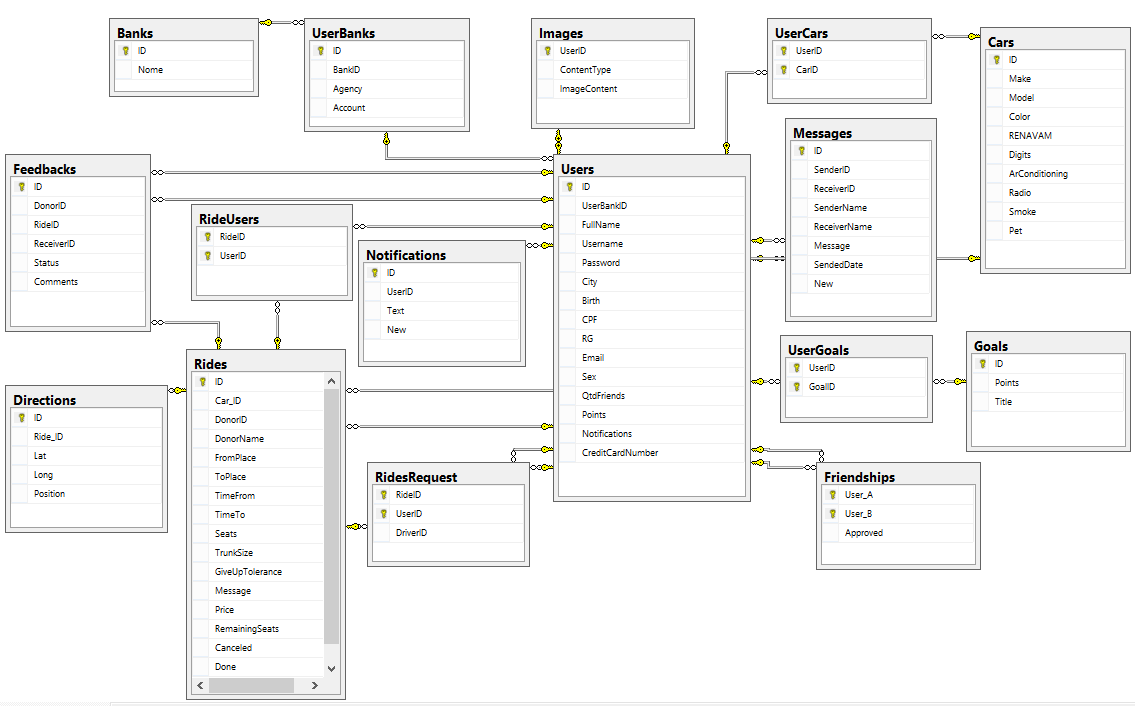 Banks
ID
Nome
UserBanks
ID
BankID
Agency
Account
Images
UserID
ContentType
ImageContent
UserCars
UserID
CarID
Cars
ID
Make
Model
Color
RENAVAM
Digits
ArConditioning
Radio
Smoke
Pet
Feedbacks
ID
DonorID
RideID
ReceiverID
Status
Comments
RideUsers
RideID
UserID
Notifications
ID
UserID
Text
New
Users
ID
UserBankID
FullName
Username
Password
City
Birth
CPF
RG
Email
Sex
QtdFriends
Points
Notifications
CreditCardNumber
Messages
ID
SenderID
ReceiverID
SenderName
ReceiverName
Message
SendedDate
New
UserGoals
UserID
GoalID
Goals
ID
Points
Title
Directions
ID
Ride_ID
Lat
Long
Position
Rides
ID
Car_ID
DonorID
DonorName
FromPlace
ToPlace
TimeFrom
TimeTo
Seats
TrunkSize
GiveUpTolerance
Message
Price
RemainingSeats
Canceled
Done
RidesRequest
RideID
UserID
DriverID
Friendships
User_A
User_B
Approved